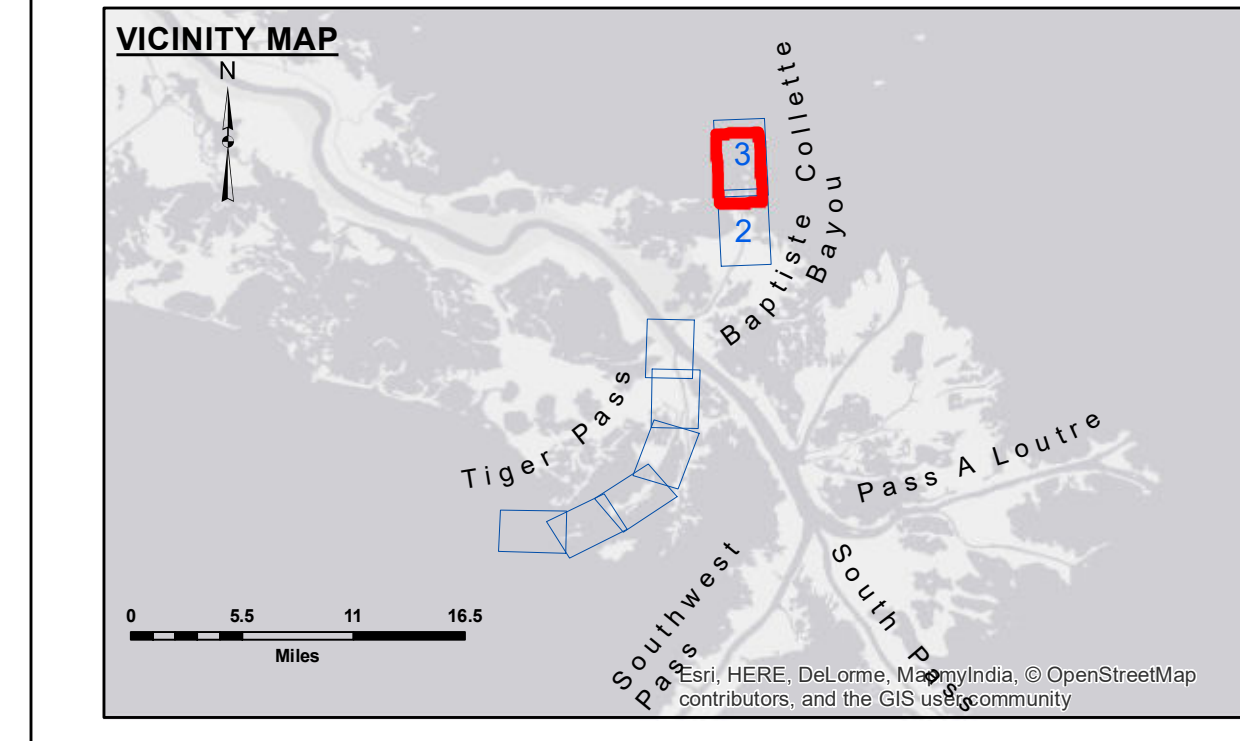 VICINITY MAP
N
Baptiste Collette
Bayou
3
2
Tiger Pass
Pass A Loutre
Southwest
Pass
South Pass
0 5.5 11 16.5
Miles
Esri, HERE, DeLorme, MapmyIndia, © OpenStreetMap
contributors, and the GIS user community